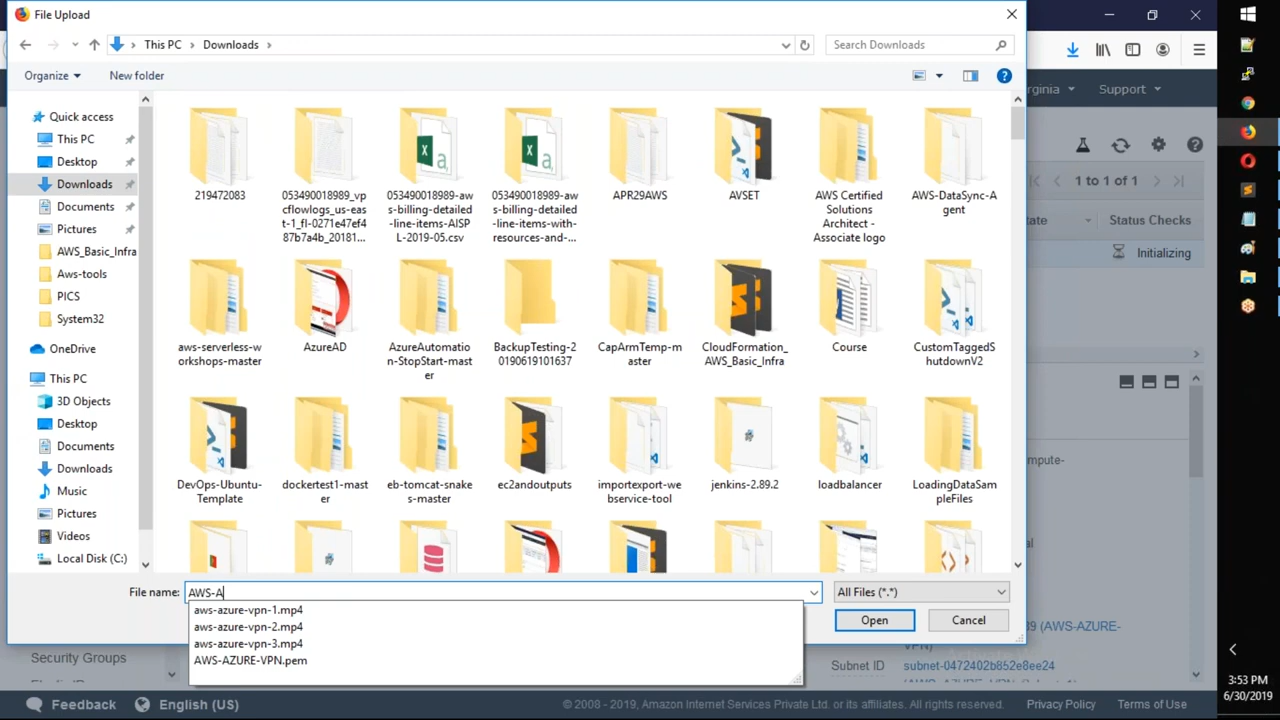 File Upload
This PC
Downloads
Search Downloads
Organize
New folder
rginia
Support
Quick access
This PC
Desktop
Downloads
Documents
Pictures
AWS_Basic_Infra
Aws-tools
PICS
System32
OneDrive
This PC
3D Objects
Desktop
Documents
Downloads
Music
Pictures
Videos
Local Disk (C:)
219472083
053490018989_vp
cflowlogs_us-eas
t-1_fl-0271e47ef4
87b7a4b_20181...
053490018989-aw
s-billing-detailed
-line-items-AISP
L-2019-05.csv
053490018989-aw
s-billing-detailed
-line-items-with-
resources-and-...
APR29AWS
AVSET
AWS Certified
Solutions
Architect -
Associate logo
AWS-DataSync-A
gent
aws-serverless-w
orkshops-master
AzureAD
AzureAutomatio
n-StopStart-mast
er
BackupTesting-2
0190619101637
CapArmTemp-m
aster
CloudFormation_
AWS_Basic_Infra
Course
CustomTaggedS
hutdownV2
DevOps-Ubuntu-
Template
dockertest1-mast
er
eb-tomcat-snake
s-master
ec2andoutputs
importexport-we
bservice-tool
jenkins-2.89.2
loadbalancer
LoadingDataSam
pleFiles
1 to 1 of 1
tate
Status Checks
Initializing
mpute-
al
39 (AWS-AZURE-
VPN)
File name:
AWS-A
All Files (*.*)
aws-azure-vpn-1.mp4
aws-azure-vpn-2.mp4
aws-azure-vpn-3.mp4
AWS-AZURE-VPN.pem
Open
Cancel
Security Groups
Subnet ID
subnet-0472402b852e8ee24
Feedback
English (US)
© 2008 - 2019, Amazon Internet Services Private Ltd. or its affiliates. All rights reserved.
Privacy Policy
Terms of Use
3:53 PM
6/30/2019